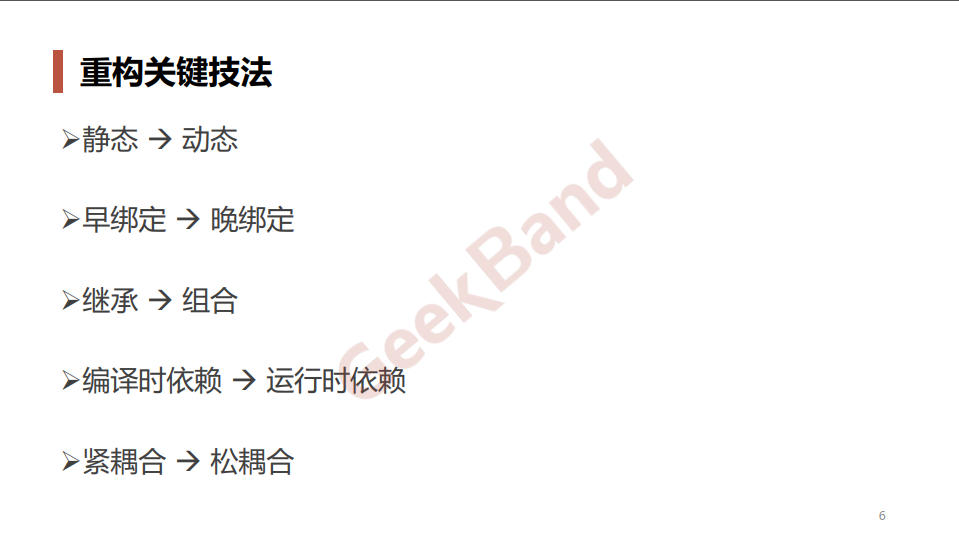 重构关键技法
➢静态 → 动态
➢早绑定 → 晚绑定
➢继承 → 组合
➢编译时依赖 → 运行时依赖
➢紧耦合 → 松耦合
GeekBand
6